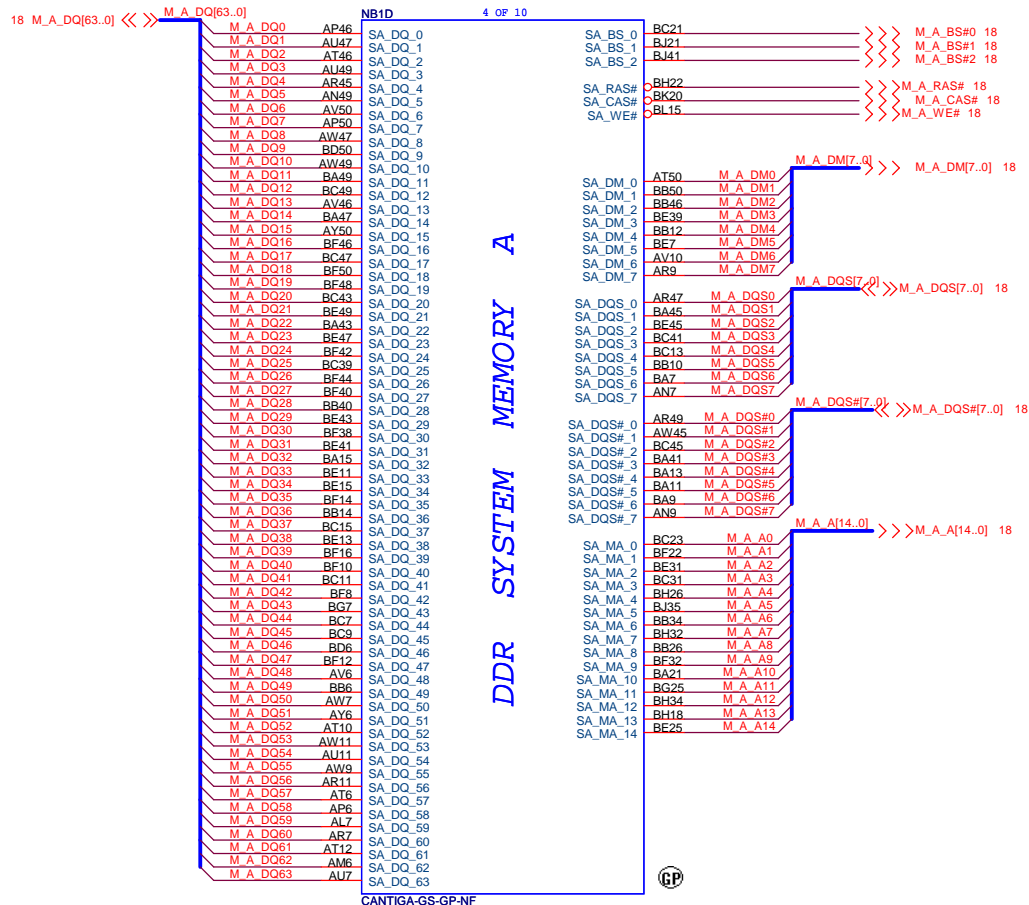 NB1D
4 OF 10
18 M_A_DQ[63..0]
M_A_DQ[63..0]
M_A_DQ0 AP46 SA_DQ_0
M_A_DQ1 AU47 SA_DQ_1
M_A_DQ2 AT46 SA_DQ_2
M_A_DQ3 AU49 SA_DQ_3
M_A_DQ4 AR45 SA_DQ_4
M_A_DQ5 AN49 SA_DQ_5
M_A_DQ6 AV50 SA_DQ_6
M_A_DQ7 AP50 SA_DQ_7
M_A_DQ8 AW47 SA_DQ_8
M_A_DQ9 BD50 SA_DQ_9
M_A_DQ10 AW49 SA_DQ_10
M_A_DQ11 BA49 SA_DQ_11
M_A_DQ12 BC49 SA_DQ_12
M_A_DQ13 AV46 SA_DQ_13
M_A_DQ14 BA47 SA_DQ_14
M_A_DQ15 AY50 SA_DQ_15
M_A_DQ16 BF46 SA_DQ_16
M_A_DQ17 BC47 SA_DQ_17
M_A_DQ18 BF50 SA_DQ_18
M_A_DQ19 BF48 SA_DQ_19
M_A_DQ20 BC43 SA_DQ_20
M_A_DQ21 BE49 SA_DQ_21
M_A_DQ22 BA43 SA_DQ_22
M_A_DQ23 BE47 SA_DQ_23
M_A_DQ24 BF42 SA_DQ_24
M_A_DQ25 BC39 SA_DQ_25
M_A_DQ26 BF44 SA_DQ_26
M_A_DQ27 BF40 SA_DQ_27
M_A_DQ28 BB40 SA_DQ_28
M_A_DQ29 BE43 SA_DQ_29
M_A_DQ30 BF38 SA_DQ_30
M_A_DQ31 BE41 SA_DQ_31
M_A_DQ32 BA15 SA_DQ_32
M_A_DQ33 BE11 SA_DQ_33
M_A_DQ34 BE15 SA_DQ_34
M_A_DQ35 BF14 SA_DQ_35
M_A_DQ36 BB14 SA_DQ_36
M_A_DQ37 BC15 SA_DQ_37
M_A_DQ38 BE13 SA_DQ_38
M_A_DQ39 BF16 SA_DQ_39
M_A_DQ40 BF10 SA_DQ_40
M_A_DQ41 BC11 SA_DQ_41
M_A_DQ42 BF8 SA_DQ_42
M_A_DQ43 BG7 SA_DQ_43
M_A_DQ44 BC7 SA_DQ_44
M_A_DQ45 BC9 SA_DQ_45
M_A_DQ46 BD6 SA_DQ_46
M_A_DQ47 BF12 SA_DQ_47
M_A_DQ48 AV6 SA_DQ_48
M_A_DQ49 BB6 SA_DQ_49
M_A_DQ50 AW7 SA_DQ_50
M_A_DQ51 AY6 SA_DQ_51
M_A_DQ52 AT10 SA_DQ_52
M_A_DQ53 AW11 SA_DQ_53
M_A_DQ54 AU11 SA_DQ_54
M_A_DQ55 AW9 SA_DQ_55
M_A_DQ56 AR11 SA_DQ_56
M_A_DQ57 AT6 SA_DQ_57
M_A_DQ58 AP6 SA_DQ_58
M_A_DQ59 AL7 SA_DQ_59
M_A_DQ60 AR7 SA_DQ_60
M_A_DQ61 AT12 SA_DQ_61
M_A_DQ62 AM6 SA_DQ_62
M_A_DQ63 AU7 SA_DQ_63
DDR SYSTEM MEMORY A
SA_BS_0 BC21 M_A_BS#0 18
SA_BS_1 BJ21 M_A_BS#1 18
SA_BS_2 BJ41 M_A_BS#2 18
SA_RAS# BH22 M_A_RAS# 18
SA_CAS# BK20 M_A_CAS# 18
SA_WE# BL15 M_A_WE# 18
M_A_DM[7..0] M_A_DM[7..0] 18
SA_DM_0 AT50 M_A_DM0
SA_DM_1 BB50 M_A_DM1
SA_DM_2 BB46 M_A_DM2
SA_DM_3 BE39 M_A_DM3
SA_DM_4 BB12 M_A_DM4
SA_DM_5 BE7 M_A_DM5
SA_DM_6 AV10 M_A_DM6
SA_DM_7 AR9 M_A_DM7
M_A_DQS[7..0] M_A_DQS[7..0] 18
SA_DQS_0 AR47 M_A_DQS0
SA_DQS_1 BA45 M_A_DQS1
SA_DQS_2 BE45 M_A_DQS2
SA_DQS_3 BC41 M_A_DQS3
SA_DQS_4 BC13 M_A_DQS4
SA_DQS_5 BB10 M_A_DQS5
SA_DQS_6 BA7 M_A_DQS6
SA_DQS_7 AN7 M_A_DQS7
M_A_DQS#[7..0] M_A_DQS#[7..0] 18
SA_DQS#_0 AR49 M_A_DQS#0
SA_DQS#_1 AW45 M_A_DQS#1
SA_DQS#_2 BC45 M_A_DQS#2
SA_DQS#_3 BA41 M_A_DQS#3
SA_DQS#_4 BA13 M_A_DQS#4
SA_DQS#_5 BA11 M_A_DQS#5
SA_DQS#_6 BA9 M_A_DQS#6
SA_DQS#_7 AN9 M_A_DQS#7
M_A_A[14..0] M_A_A[14..0] 18
SA_MA_0 BC23 M_A_A0
SA_MA_1 BF22 M_A_A1
SA_MA_2 BE31 M_A_A2
SA_MA_3 BC31 M_A_A3
SA_MA_4 BH26 M_A_A4
SA_MA_5 BJ35 M_A_A5
SA_MA_6 BB34 M_A_A6
SA_MA_7 BH32 M_A_A7
SA_MA_8 BB26 M_A_A8
SA_MA_9 BF32 M_A_A9
SA_MA_10 BA21 M_A_A10
SA_MA_11 BG25 M_A_A11
SA_MA_12 BH34 M_A_A12
SA_MA_13 BH18 M_A_A13
SA_MA_14 BE25 M_A_A14
GP
CANTIGA-GS-GP-NF